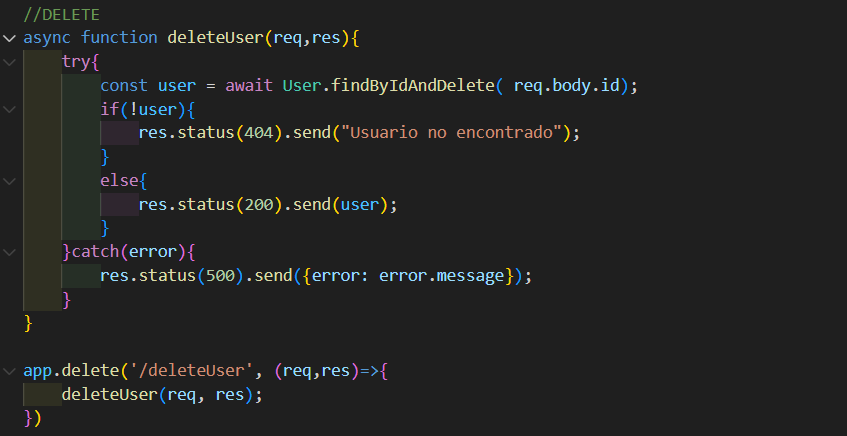 //DELETE
async function deleteUser(req,res){
    try{
        const user = await User.findByIdAndDelete( req.body.id);
        if(!user){
            res.status(404).send("Usuario no encontrado");
        }
        else{
            res.status(200).send(user);
        }
    }catch(error){
        res.status(500).send({error: error.message});
    }
}

app.delete('/deleteUser', (req,res)=>{
    deleteUser(req, res);
})